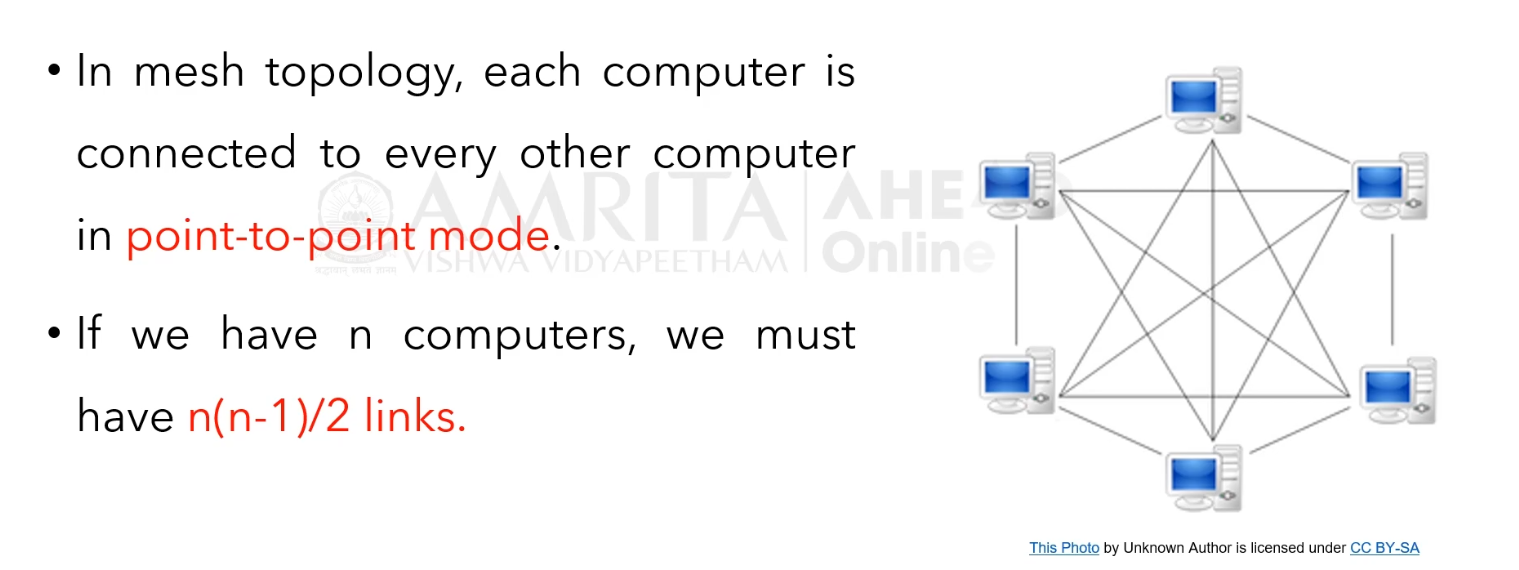 • In mesh topology, each computer is
connected to every other computer
in point-to-point mode.
• If we have n computers, we must
have n(n-1)/2 links.
AMRITA
VISHWA VIDYAPEETHAM
AHEAD
Online
This Photo by Unknown Author is licensed under CC BY-SA